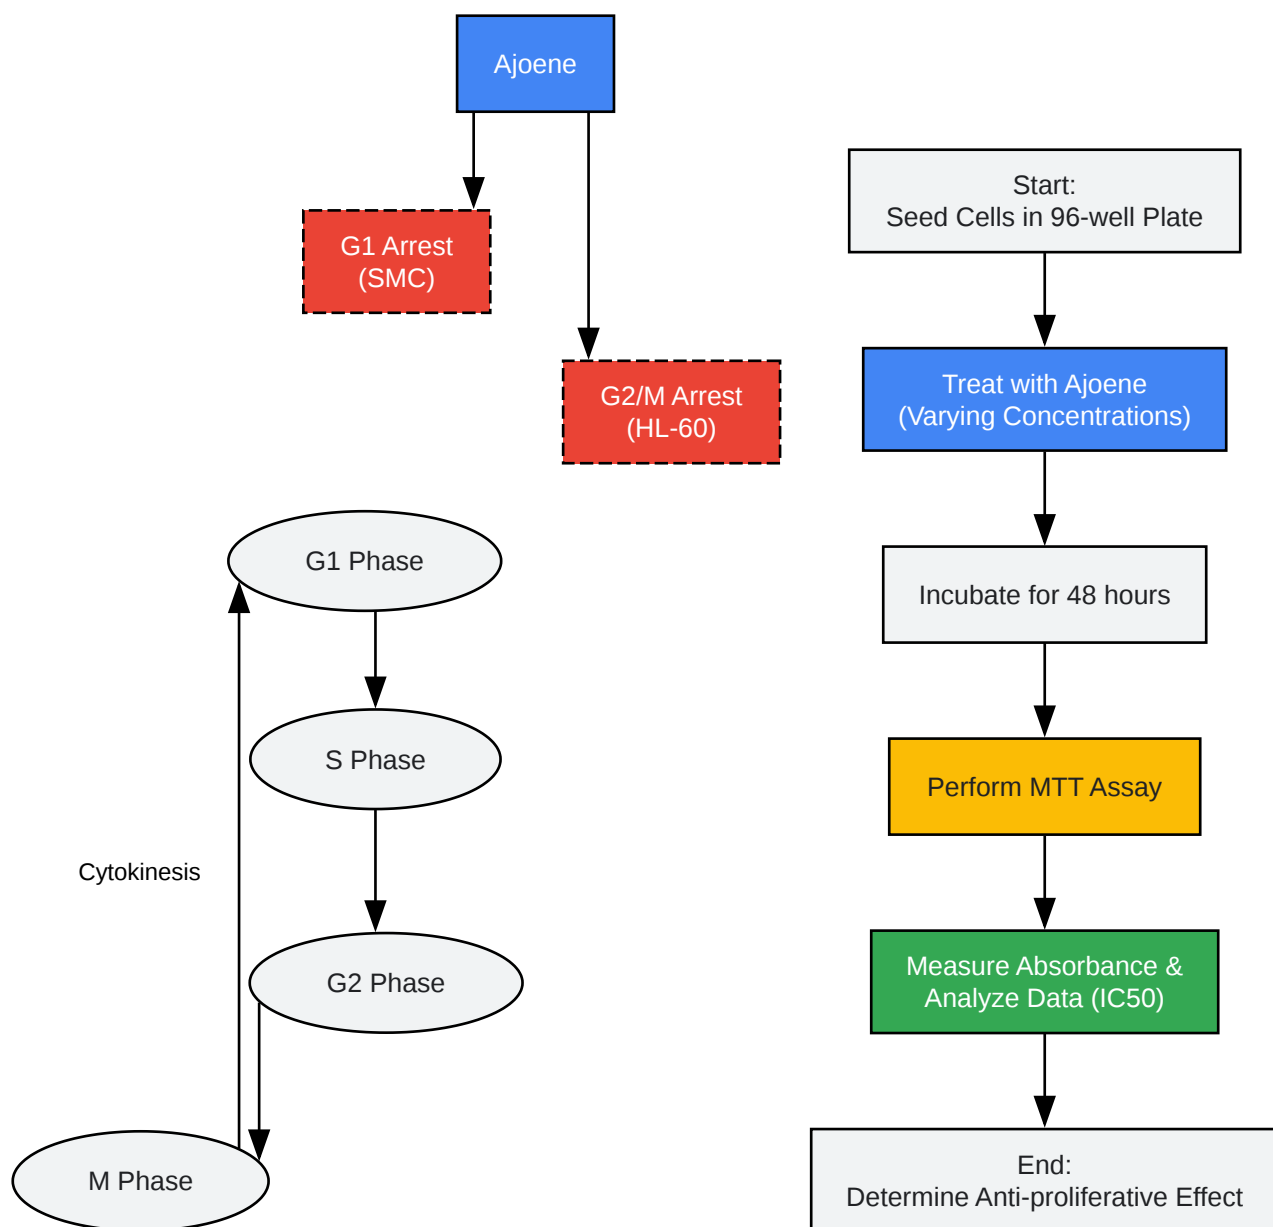 Ajoene
G1 Arrest
(SMC)
G2/M Arrest
(HL-60)
G1 Phase
S Phase
Cytokinesis
G2 Phase
M Phase
Start:
Seed Cells in 96-well Plate
Treat with Ajoene
(Varying Concentrations)
Incubate for 48 hours
Perform MTT Assay
Measure Absorbance &
Analyze Data (IC50)
End:
Determine Anti-proliferative Effect